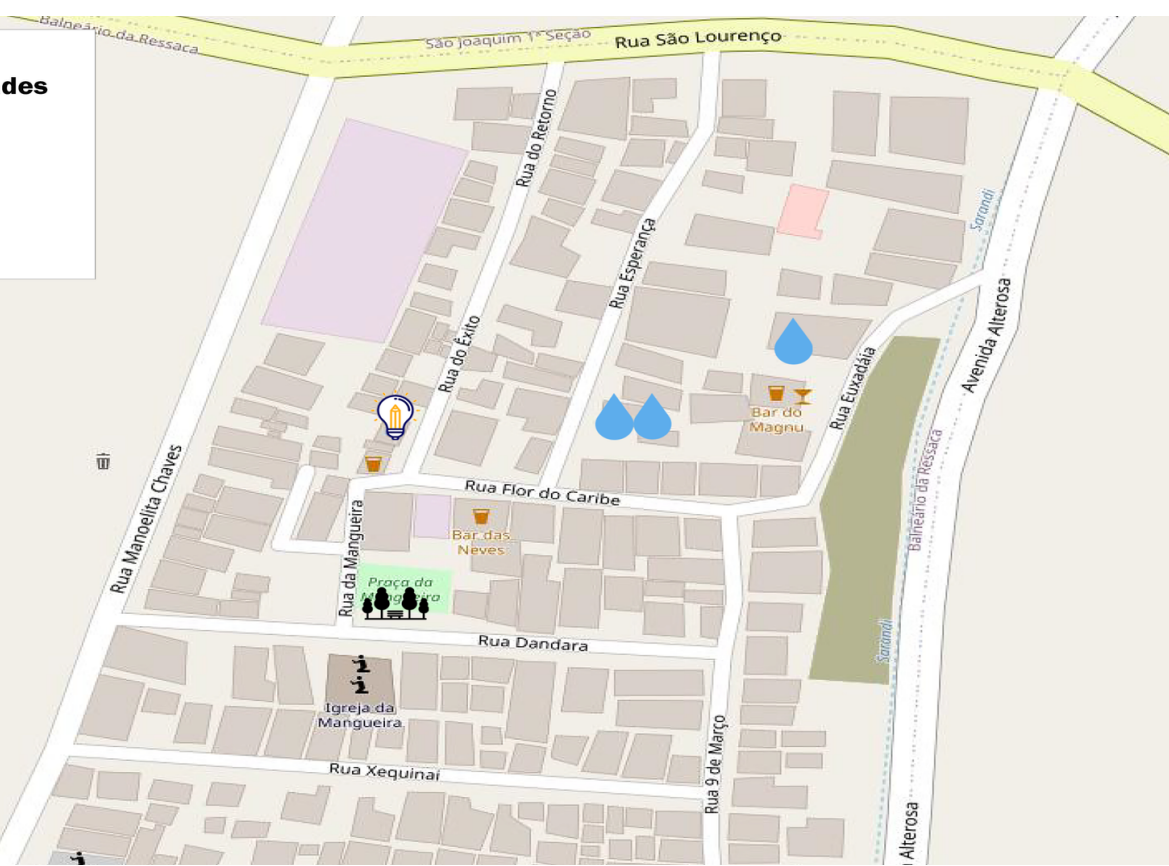 Balneário da Ressaca
São Joaquim 1ª Seção
Rua São Lourenço
des
Rua do Retorno
Rua Esperança
Sarandi
Avenida Alterosa
Rua do Êxito
Rua Euxadáia
Bar do
Magnu
Rua Manoelita Chaves
Rua Flor do Caribe
Balneário da Ressaca
Rua da Mangueira
Bar das
Neves
Praça da
Mangueira
Rua Dandara
Sarandi
Igreja da
Mangueira
Rua 9 de Março
Rua Xequinaí
Alterosa